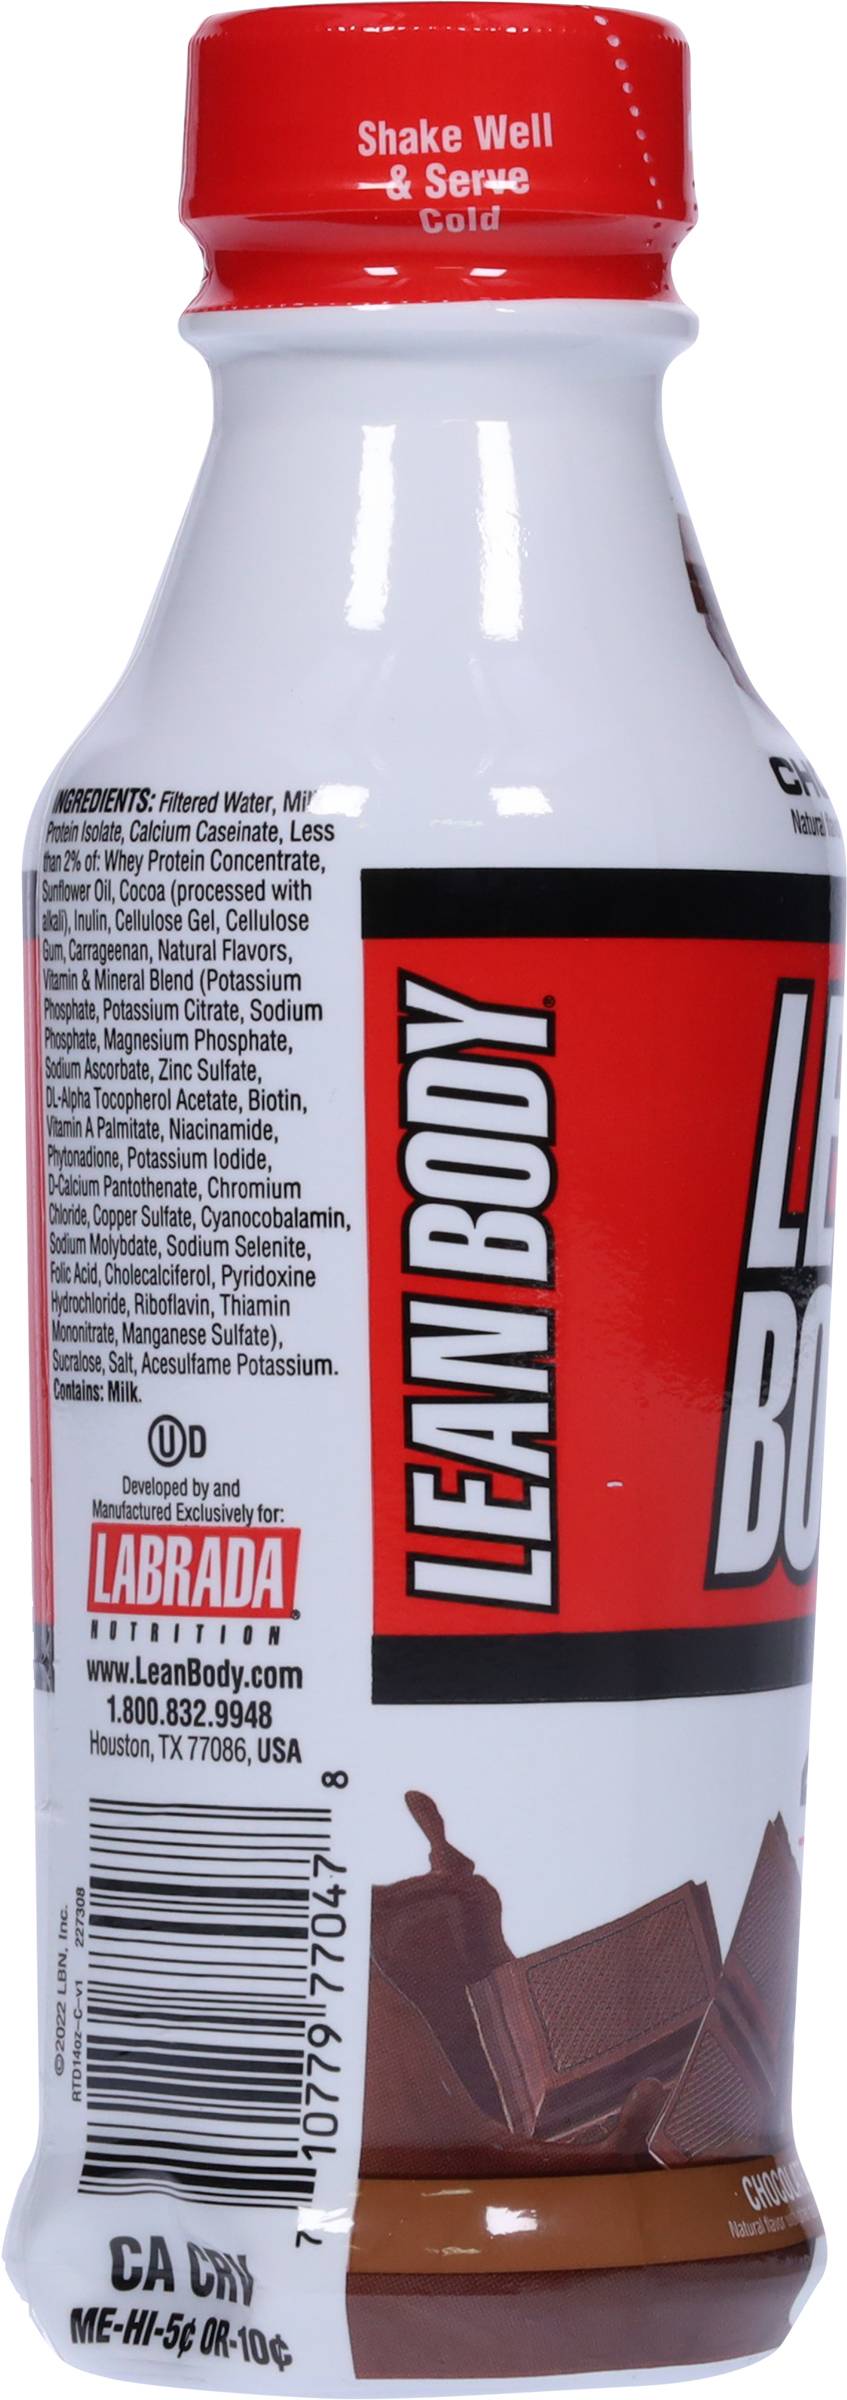 Shake Well
& Serve
Cold
INGREDIENTS: Filtered Water, Milk
Protein Isolate, Calcium Caseinate, Less
than 2% of: Whey Protein Concentrate,
Sunflower Oil, Cocoa (processed with
alkali), Inulin, Cellulose Gel, Cellulose
Gum, Carrageenan, Natural Flavors,
Vitamin & Mineral Blend (Potassium
Phosphate, Potassium Citrate, Sodium
Phosphate, Magnesium Phosphate,
Sodium Ascorbate, Zinc Sulfate,
DL-Alpha Tocopherol Acetate, Biotin,
Vitamin A Palmitate, Niacinamide,
Phytonadione, Potassium Iodide,
D-Calcium Pantothenate, Chromium
Chloride, Copper Sulfate, Cyanocobalamin,
Sodium Molybdate, Sodium Selenite,
Folic Acid, Cholecalciferol, Pyridoxine
Hydrochloride, Riboflavin, Thiamin
Mononitrate, Manganese Sulfate),
Sucralose, Salt, Acesulfame Potassium.
Contains: Milk.
U D
Developed by and
Manufactured Exclusively for:
LABRADA®
NUTRITION
www.LeanBody.com
1.800.832.9948
Houston, TX 77086, USA
7 10779 77047 8
©2022 LBN, Inc.
RTD14oz-C-v1 227308
CA CRV
ME-HI-5¢ OR-10¢
LEAN BODY®
Natural
Natural flavor